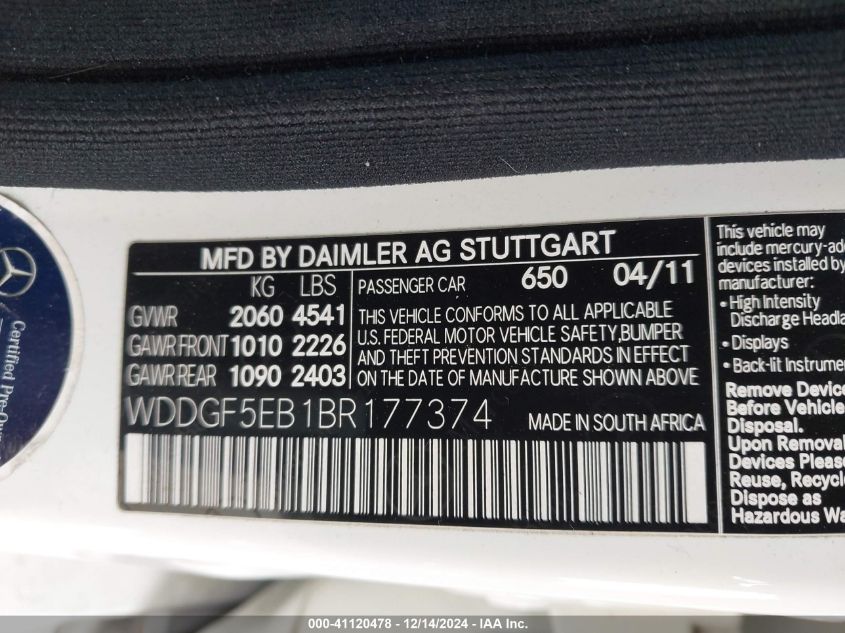 MFD BY DAIMLER AG STUTTGART
KG LBS
GVWR 2060 4541
GAWR FRONT 1010 2226
GAWR REAR 1090 2403
PASSENGER CAR 650 04/11
THIS VEHICLE CONFORMS TO ALL APPLICABLE
U.S. FEDERAL MOTOR VEHICLE SAFETY, BUMPER
AND THEFT PREVENTION STANDARDS IN EFFECT
ON THE DATE OF MANUFACTURE SHOWN ABOVE
WDDGF5EB1BR177374 MADE IN SOUTH AFRICA
This vehicle may
include mercury-ad
devices installed by
manufacturer:
• High Intensity
Discharge Headla
• Displays
• Back-lit Instrumen
Remove Device
Before Vehicle
Disposal.
Upon Removal
Devices Please
Reuse, Recycle
Dispose as
Hazardous Wa
Certified Pre-Owne
000-41120478 - 12/14/2024 - IAA Inc.